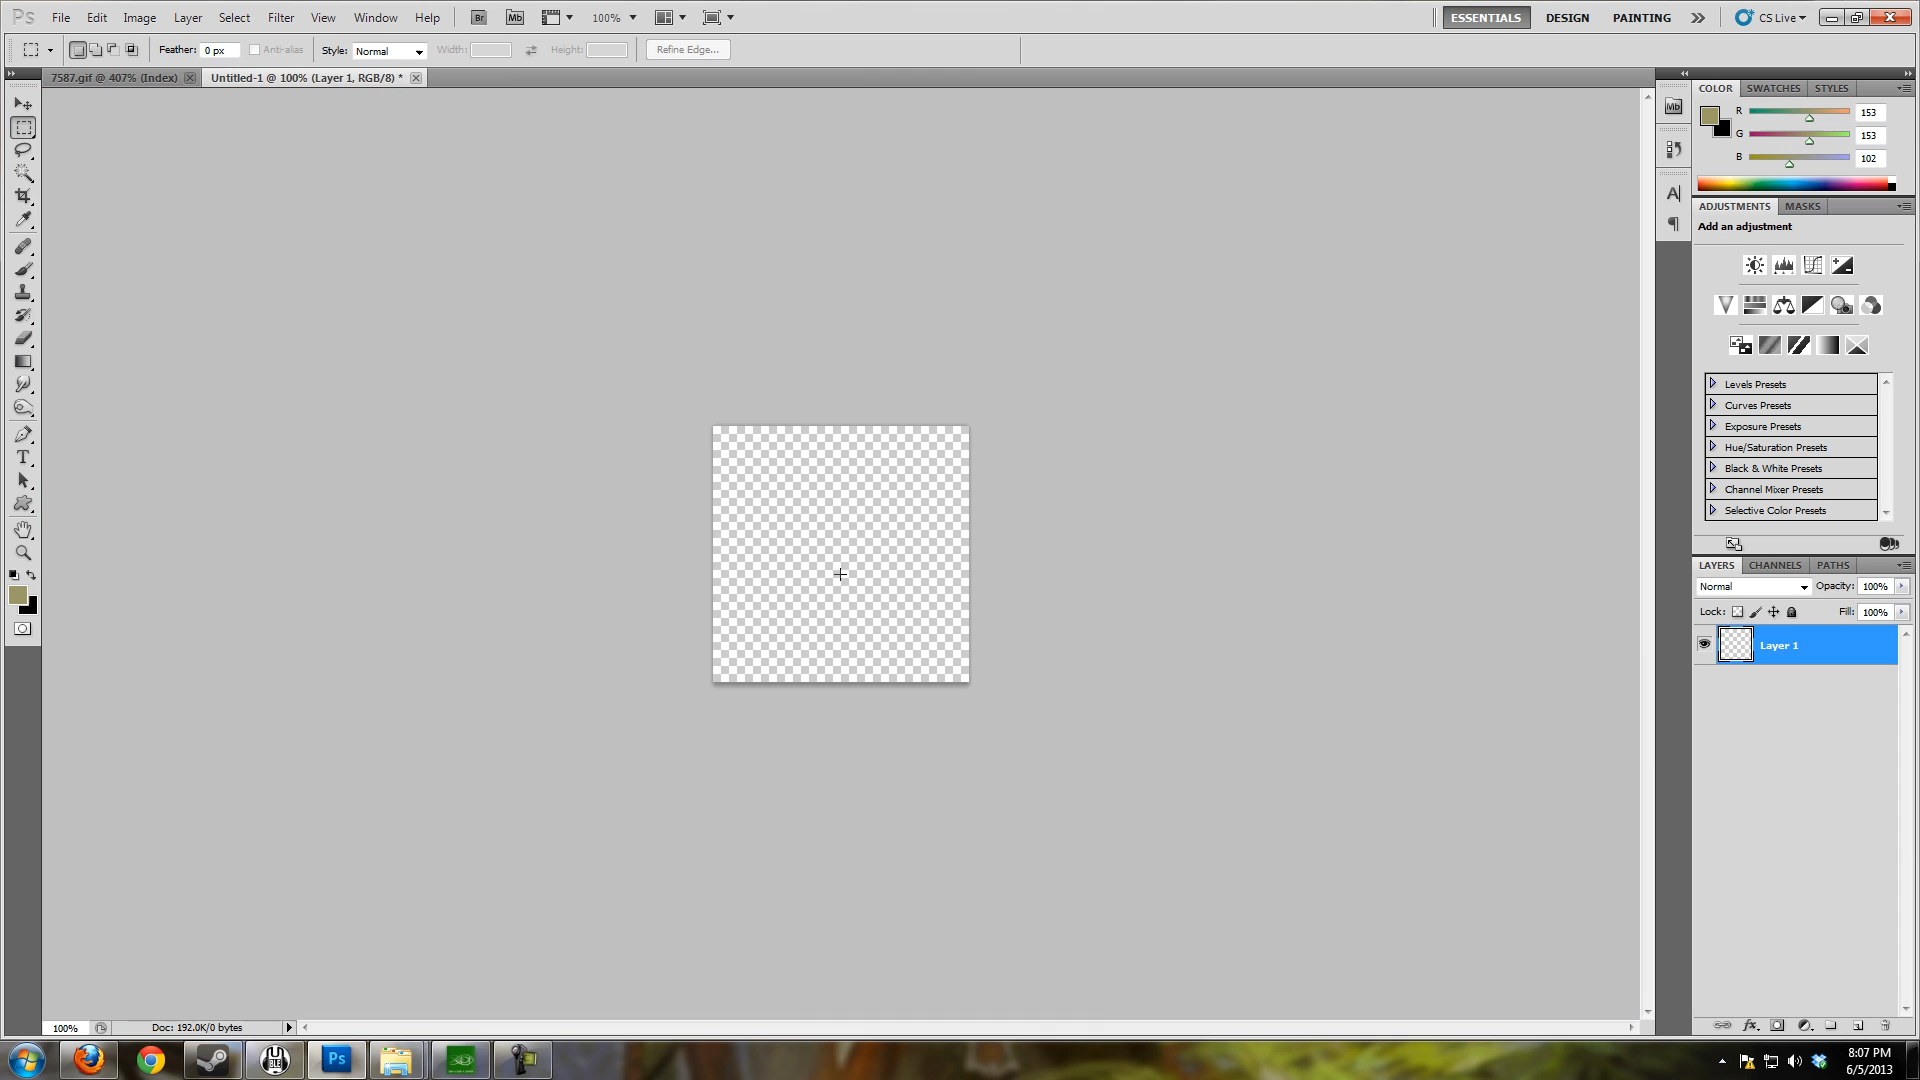 Ps File Edit Image Layer Select Filter View Window Help Br Mb 100% ESSENTIALS DESIGN PAINTING CS Live
Feather: 0 px Anti-alias Style: Normal Width: Height: Refine Edge...
7587.gif @ 407% (Index) Untitled-1 @ 100% (Layer 1, RGB/8) *
Mb
A
¶
COLOR SWATCHES STYLES
R 153
G 153
B 102
ADJUSTMENTS MASKS
Add an adjustment
Levels Presets
Curves Presets
Exposure Presets
Hue/Saturation Presets
Black & White Presets
Channel Mixer Presets
Selective Color Presets
LAYERS CHANNELS PATHS
Normal Opacity: 100%
Lock: Fill: 100%
Layer 1
T
fx
100% Doc: 192.0K/0 bytes
Ps
8:07 PM
6/5/2013